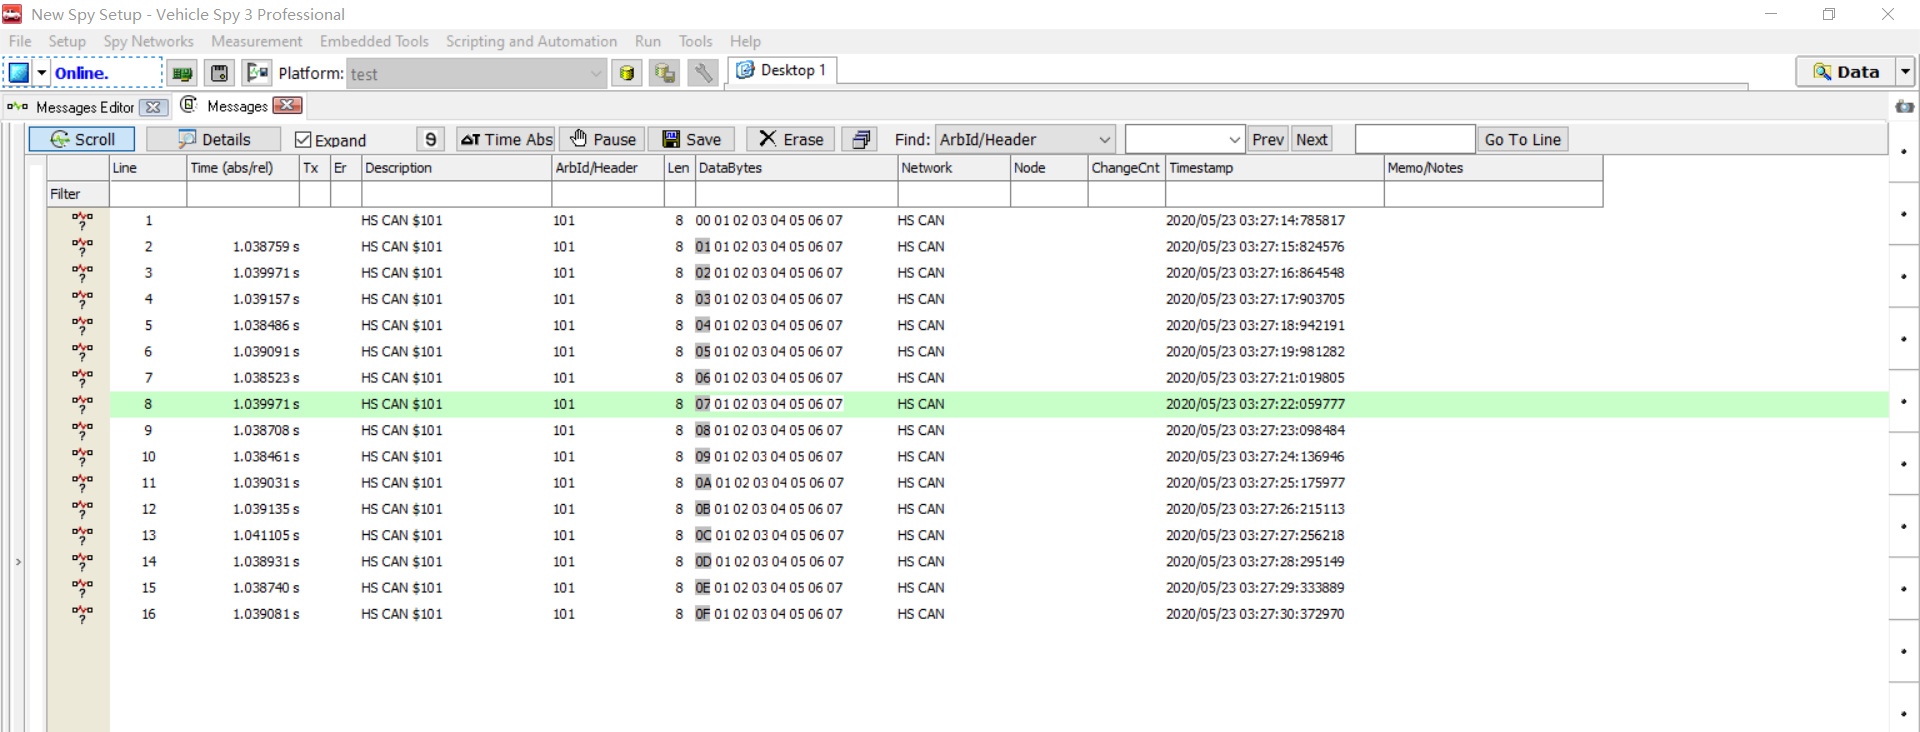 New Spy Setup - Vehicle Spy 3 Professional
File Setup Spy Networks Measurement Embedded Tools Scripting and Automation Run Tools Help
Online. Platform: test Desktop 1 Data
Messages Editor Messages
Scroll Details Expand 9 ΔT Time Abs Pause Save Erase Find: ArbId/Header Prev Next Go To Line
Line Time (abs/rel) Tx Er Description ArbId/Header Len DataBytes Network Node ChangeCnt Timestamp Memo/Notes
Filter
? 1 HS CAN $101 101 8 00 01 02 03 04 05 06 07 HS CAN 2020/05/23 03:27:14:785817
? 2 1.038759 s HS CAN $101 101 8 01 01 02 03 04 05 06 07 HS CAN 2020/05/23 03:27:15:824576
? 3 1.039971 s HS CAN $101 101 8 02 01 02 03 04 05 06 07 HS CAN 2020/05/23 03:27:16:864548
? 4 1.039157 s HS CAN $101 101 8 03 01 02 03 04 05 06 07 HS CAN 2020/05/23 03:27:17:903705
? 5 1.038486 s HS CAN $101 101 8 04 01 02 03 04 05 06 07 HS CAN 2020/05/23 03:27:18:942191
? 6 1.039091 s HS CAN $101 101 8 05 01 02 03 04 05 06 07 HS CAN 2020/05/23 03:27:19:981282
? 7 1.038523 s HS CAN $101 101 8 06 01 02 03 04 05 06 07 HS CAN 2020/05/23 03:27:21:019805
? 8 1.039971 s HS CAN $101 101 8 07 01 02 03 04 05 06 07 HS CAN 2020/05/23 03:27:22:059777
? 9 1.038708 s HS CAN $101 101 8 08 01 02 03 04 05 06 07 HS CAN 2020/05/23 03:27:23:098484
? 10 1.038461 s HS CAN $101 101 8 09 01 02 03 04 05 06 07 HS CAN 2020/05/23 03:27:24:136946
? 11 1.039031 s HS CAN $101 101 8 0A 01 02 03 04 05 06 07 HS CAN 2020/05/23 03:27:25:175977
? 12 1.039135 s HS CAN $101 101 8 0B 01 02 03 04 05 06 07 HS CAN 2020/05/23 03:27:26:215113
? 13 1.041105 s HS CAN $101 101 8 0C 01 02 03 04 05 06 07 HS CAN 2020/05/23 03:27:27:256218
? 14 1.038931 s HS CAN $101 101 8 0D 01 02 03 04 05 06 07 HS CAN 2020/05/23 03:27:28:295149
? 15 1.038740 s HS CAN $101 101 8 0E 01 02 03 04 05 06 07 HS CAN 2020/05/23 03:27:29:333889
? 16 1.039081 s HS CAN $101 101 8 0F 01 02 03 04 05 06 07 HS CAN 2020/05/23 03:27:30:372970